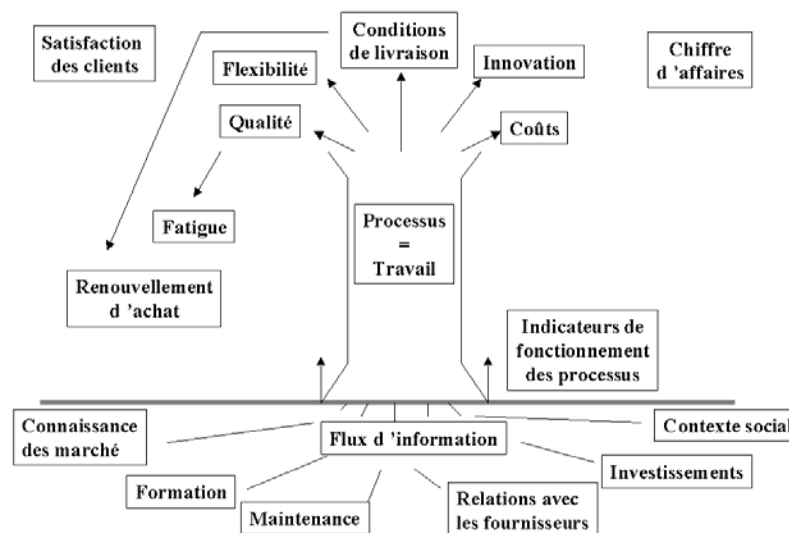 Satisfaction
des clients
Conditions
de livraison
Chiffre
d 'affaires
Flexibilité
Innovation
Qualité
Coûts
Fatigue
Processus
=
Travail
Renouvellement
d 'achat
Indicateurs de
fonctionnement
des processus
Connaissance
des marché
Flux d 'information
Contexte social
Formation
Investissements
Maintenance
Relations avec
les fournisseurs